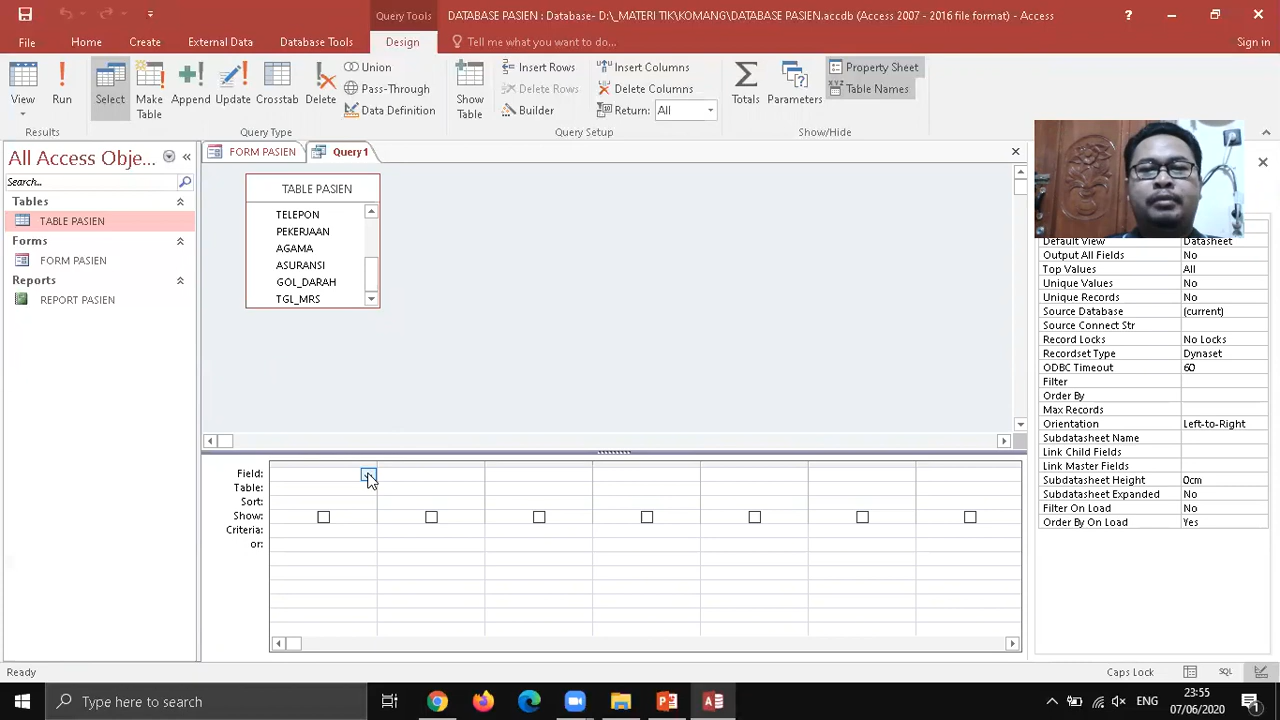 Query Tools
DATABASE PASIEN : Database- D:\_MATERI TIK\KOMANG\DATABASE PASIEN.accdb (Access 2007 - 2016 file format) - Access
?
File
Home
Create
External Data
Database Tools
Design
Tell me what you want to do...
Sign in
View
Run
Select
Make Table
Append
Update
Crosstab
Delete
Union
Pass-Through
Data Definition
Show Table
Insert Rows
Delete Rows
Builder
Insert Columns
Delete Columns
Return: All
Totals
Parameters
Property Sheet
Table Names
Results
Query Type
Query Setup
Show/Hide
All Access Obje...
Search...
Tables
TABLE PASIEN
Forms
FORM PASIEN
Reports
REPORT PASIEN
FORM PASIEN
Query1
TABLE PASIEN
TELEPON
PEKERJAAN
AGAMA
ASURANSI
GOL_DARAH
TGL_MRS
Field:
Table:
Sort:
Show:
Criteria:
or:
Default View Datasheet
Output All Fields No
Top Values All
Unique Values No
Unique Records No
Source Database (current)
Source Connect Str
Record Locks No Locks
Recordset Type Dynaset
ODBC Timeout 60
Filter
Order By
Max Records
Orientation Left-to-Right
Subdatasheet Name
Link Child Fields
Link Master Fields
Subdatasheet Height 0cm
Subdatasheet Expanded No
Filter On Load No
Order By On Load Yes
Ready
Caps Lock
SQL
Type here to search
ENG
23:55
07/06/2020
1